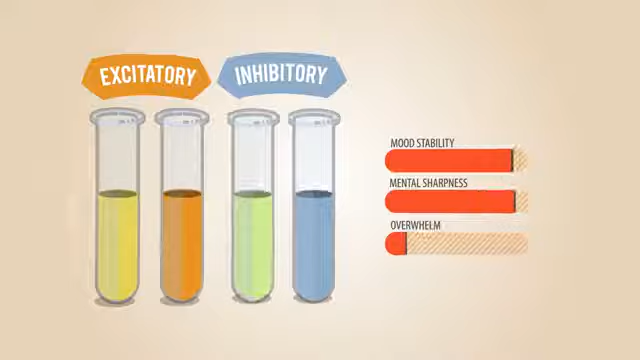 EXCITATORY
INHIBITORY
MOOD STABILITY
MENTAL SHARPNESS
OVERWHELM